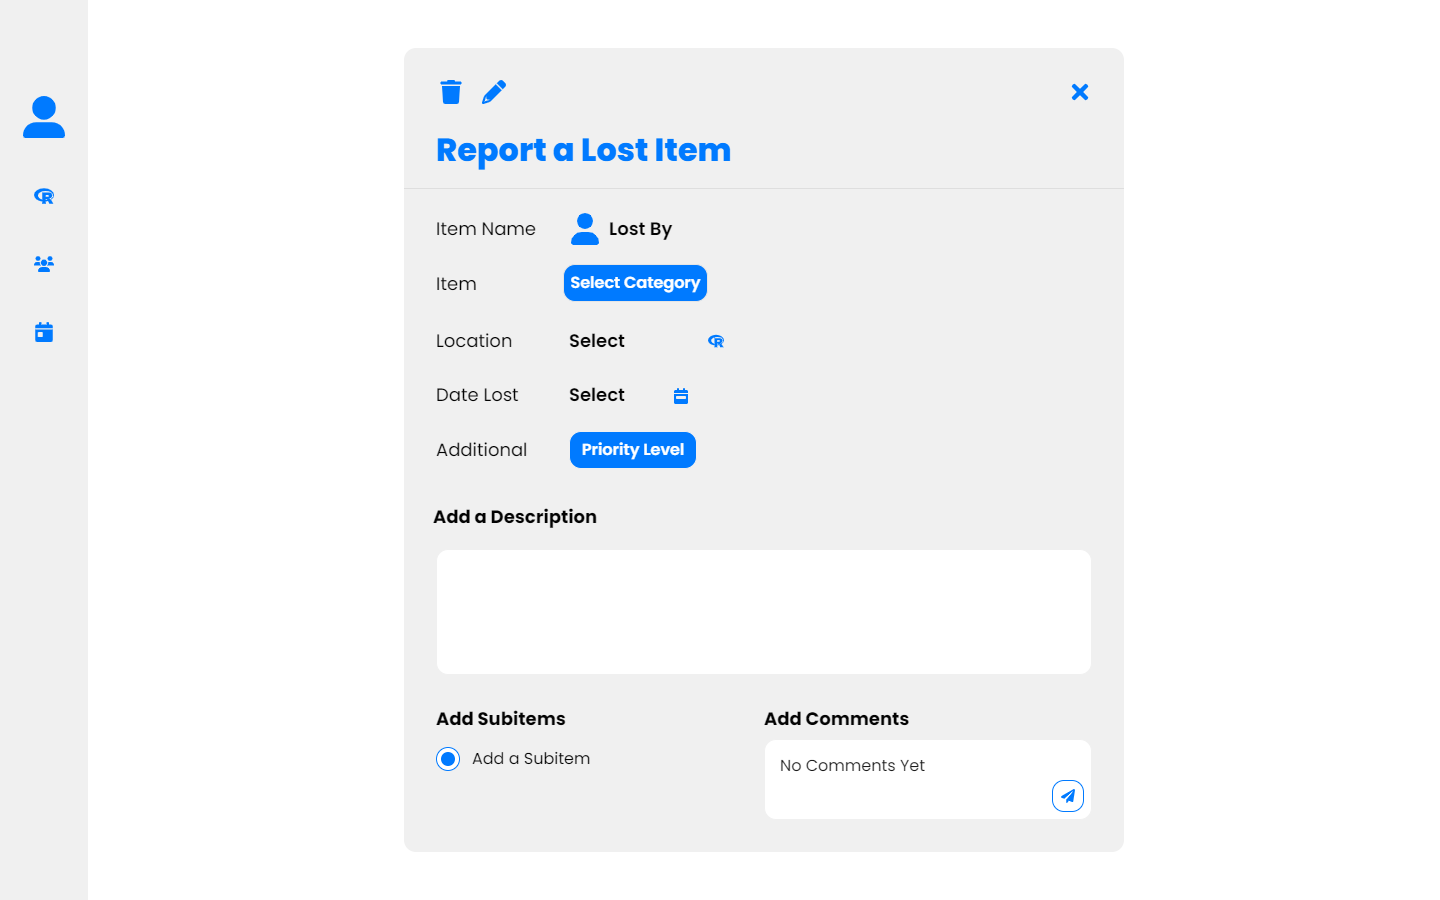 Report a Lost Item
Item Name Lost By
Item Select Category
Location Select
Date Lost Select
Additional Priority Level
Add a Description
Add Subitems
Add a Subitem
Add Comments
No Comments Yet